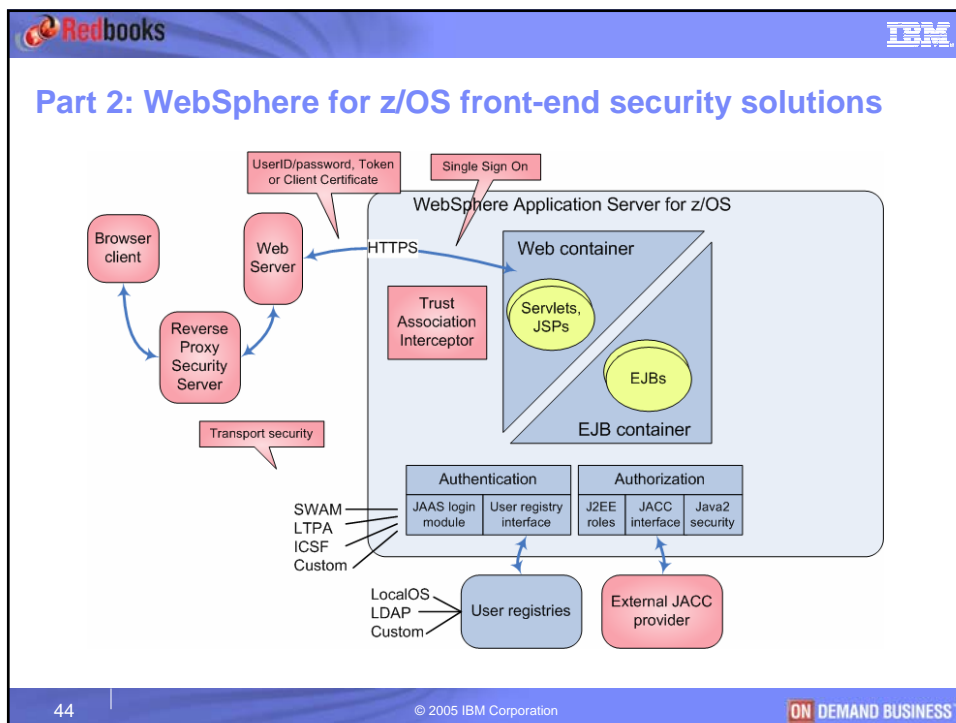 Redbooks
IBM
Part 2: WebSphere for z/OS front-end security solutions
UserID/password, Token
or Client Certificate
Single Sign On
WebSphere Application Server for z/OS
Browser
client
Web
Server
HTTPS
Web container
Trust
Association
Interceptor
Servlets,
JSPs
Reverse
Proxy
Security
Server
EJBs
EJB container
Transport security
Authentication
Authorization
SWAM
LTPA
ICSF
Custom
JAAS login
module
User registry
interface
J2EE
roles
JACC
interface
Java2
security
LocalOS
LDAP
Custom
User registries
External JACC
provider
44
© 2005 IBM Corporation
ON DEMAND BUSINESS